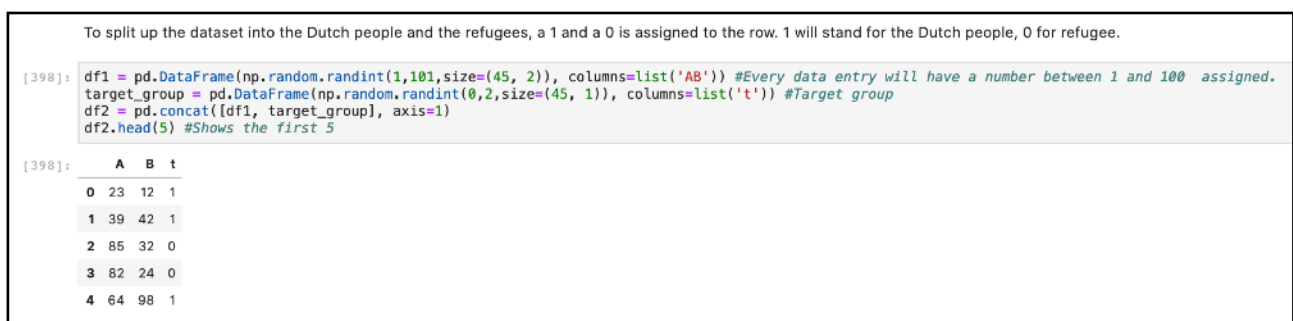 To split up the dataset into the Dutch people and the refugees, a 1 and a 0 is assigned to the row. 1 will stand for the Dutch people, 0 for refugee.
[398]: df1 = pd.DataFrame(np.random.randint(1,101,size=(45, 2)), columns=list('AB')) #Every data entry will have a number between 1 and 100  assigned.
target_group = pd.DataFrame(np.random.randint(0,2,size=(45, 1)), columns=list('t')) #Target group
df2 = pd.concat([df1, target_group], axis=1)
df2.head(5) #Shows the first 5
[398]: A B t
0 23 12 1
1 39 42 1
2 85 32 0
3 82 24 0
4 64 98 1